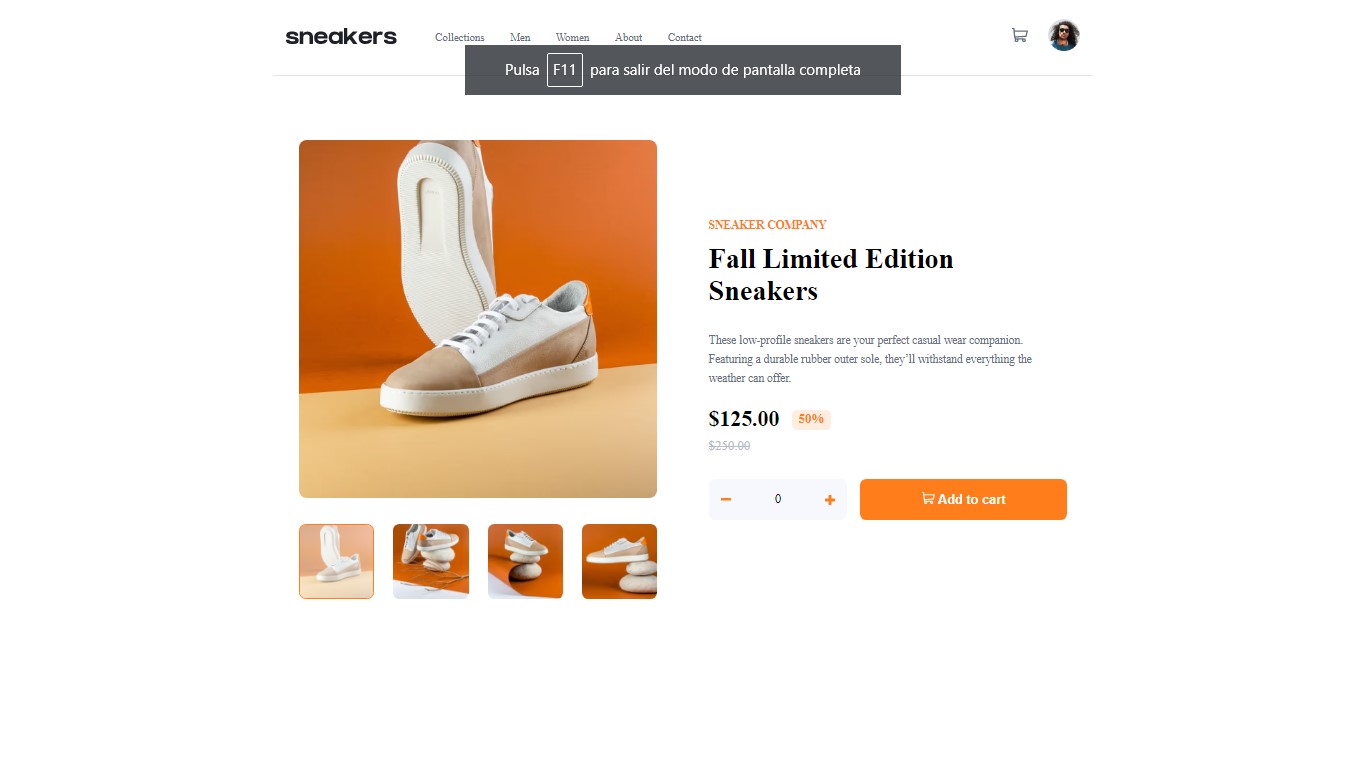 sneakers
Collections Men Women About Contact
Pulsa F11 para salir del modo de pantalla completa
SNEAKER COMPANY
Fall Limited Edition
Sneakers
These low-profile sneakers are your perfect casual wear companion.
Featuring a durable rubber outer sole, they’ll withstand everything the
weather can offer.
$125.00 50%
$250.00
0
Add to cart